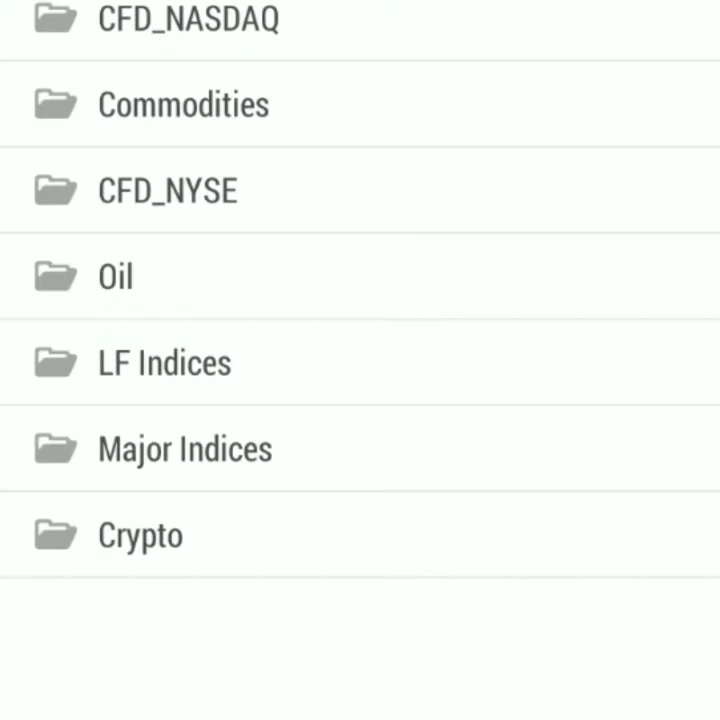 CFD_NASDAQ
Commodities
CFD_NYSE
Oil
LF Indices
Major Indices
Crypto